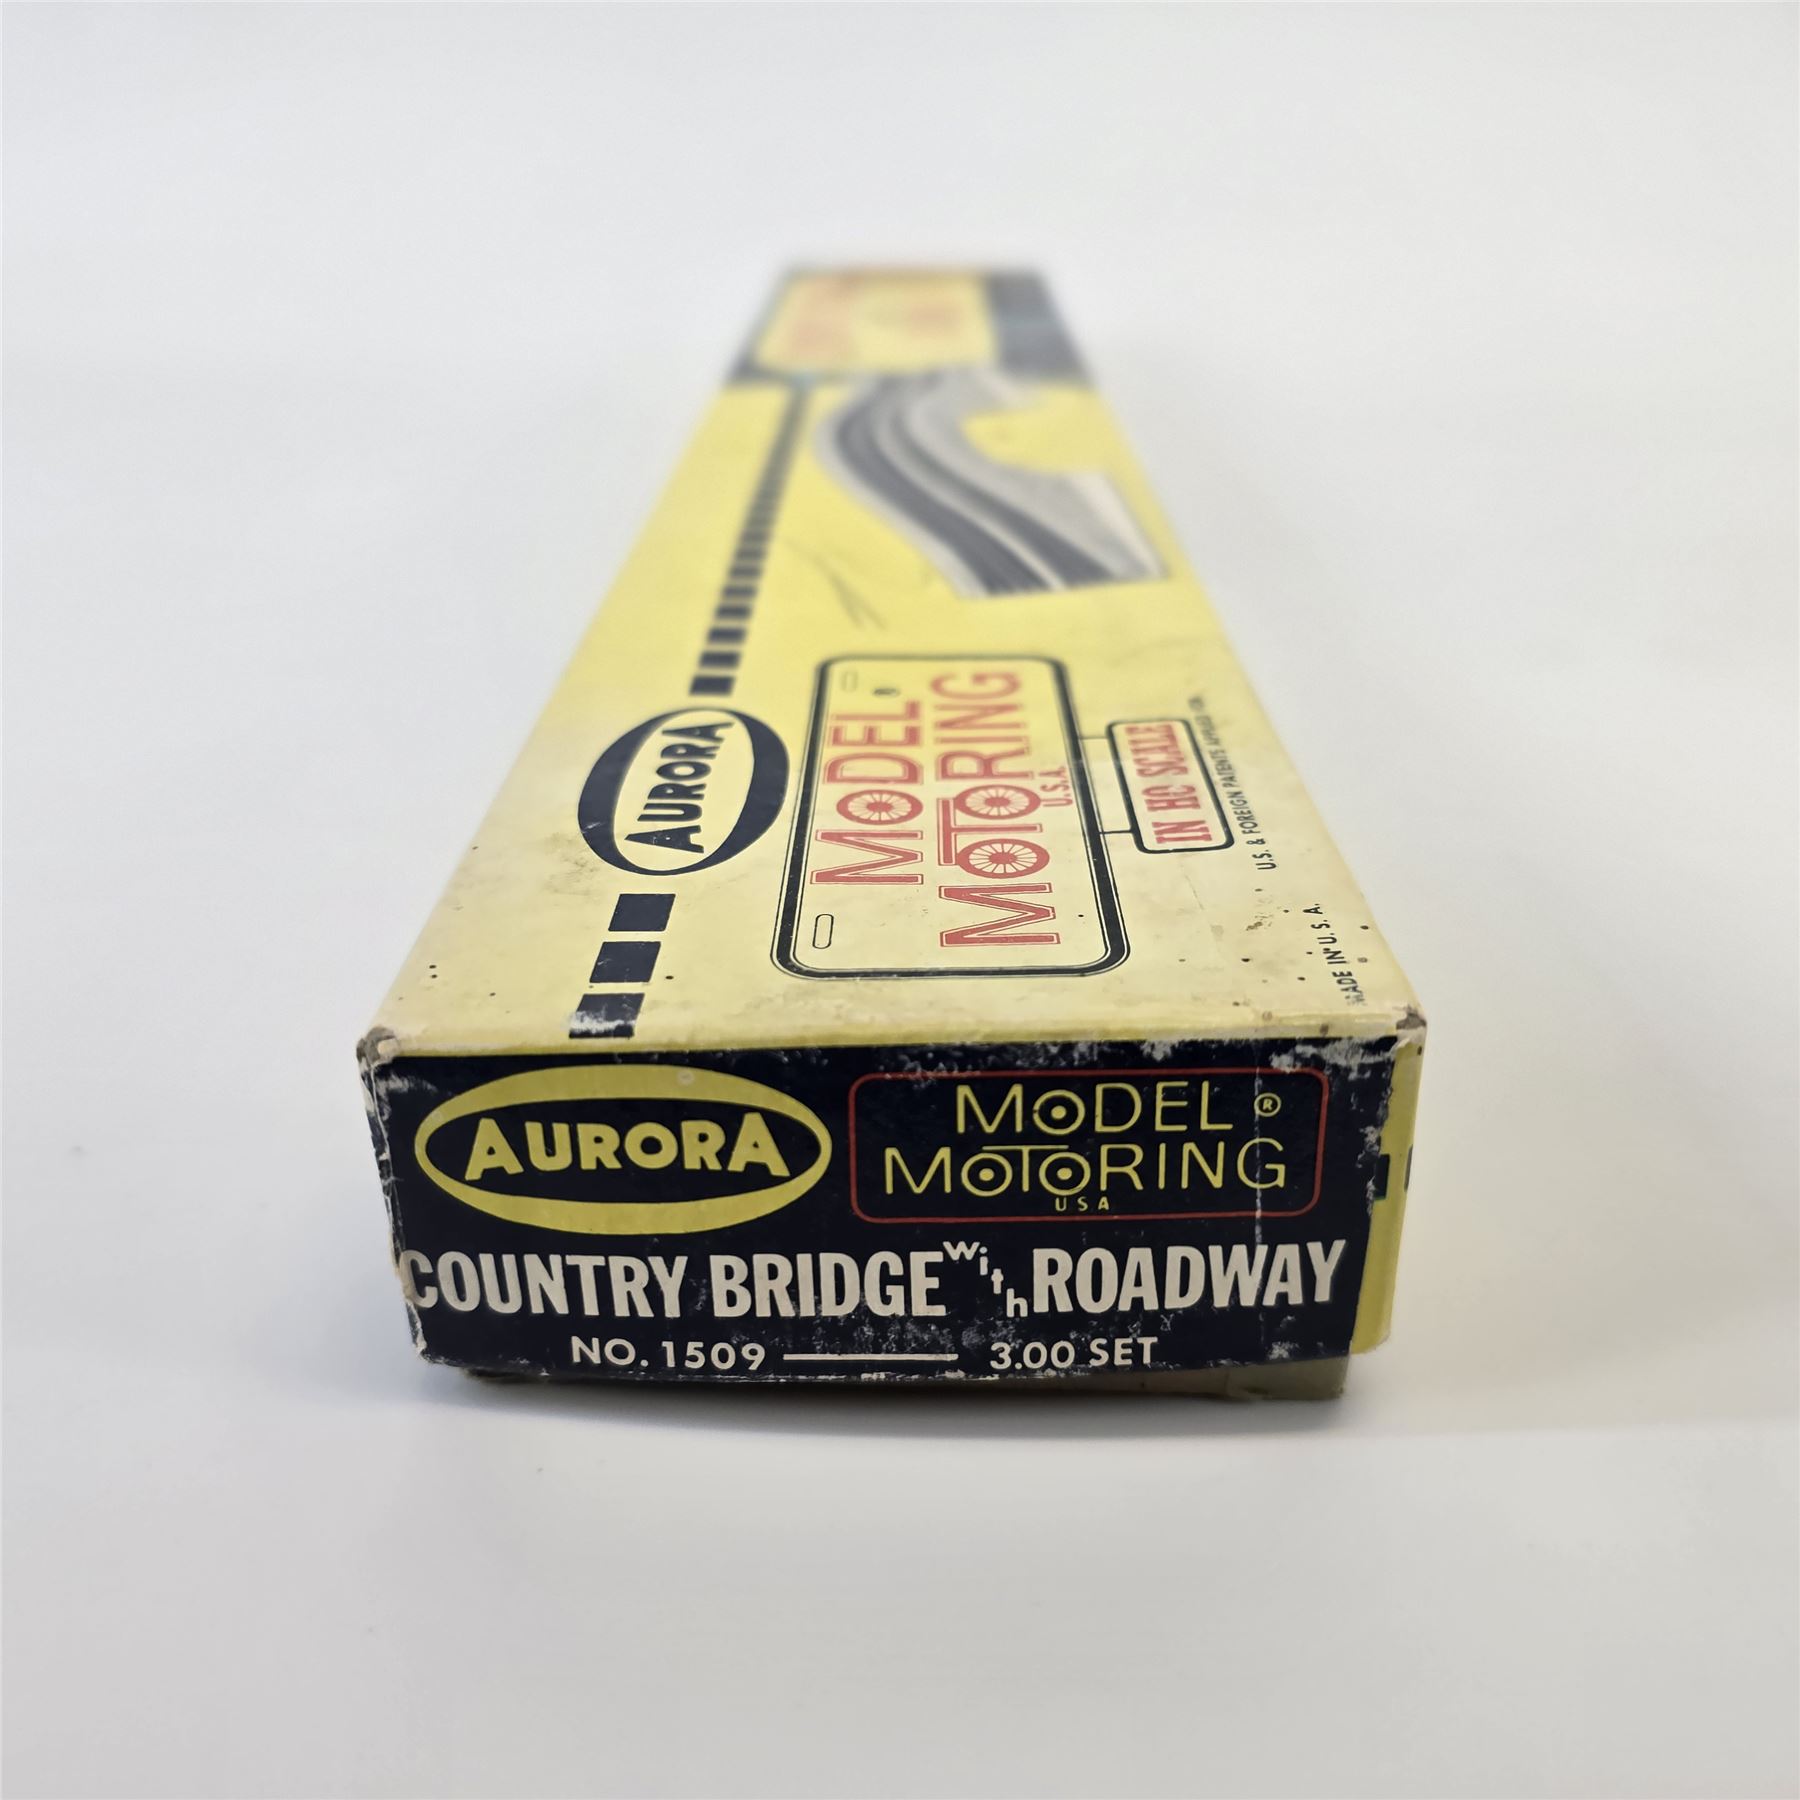 AURORA
MODEL
MOTORING
U.S.A.
IN HO SCALE
U.S. & FOREIGN PATENTS APPLIED FOR
MADE IN U.S.A.
AURORA
MODEL ®
MOTORING
USA
COUNTRY BRIDGE with ROADWAY
NO. 1509 3.00 SET